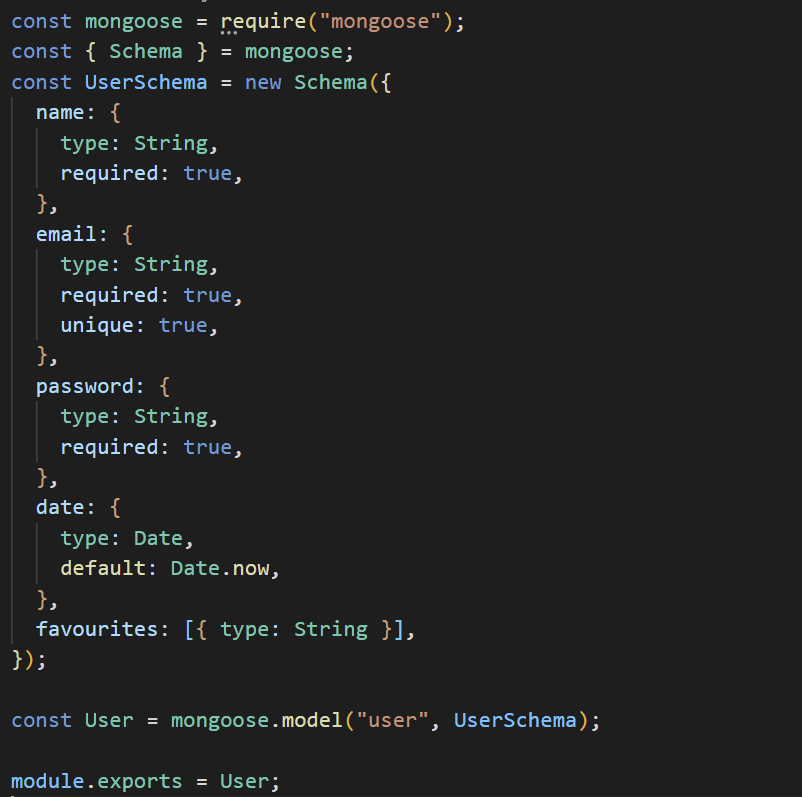 const mongoose = require("mongoose");
const { Schema } = mongoose;
const UserSchema = new Schema({
  name: {
    type: String,
    required: true,
  },
  email: {
    type: String,
    required: true,
    unique: true,
  },
  password: {
    type: String,
    required: true,
  },
  date: {
    type: Date,
    default: Date.now,
  },
  favourites: [{ type: String }],
});

const User = mongoose.model("user", UserSchema);

module.exports = User;